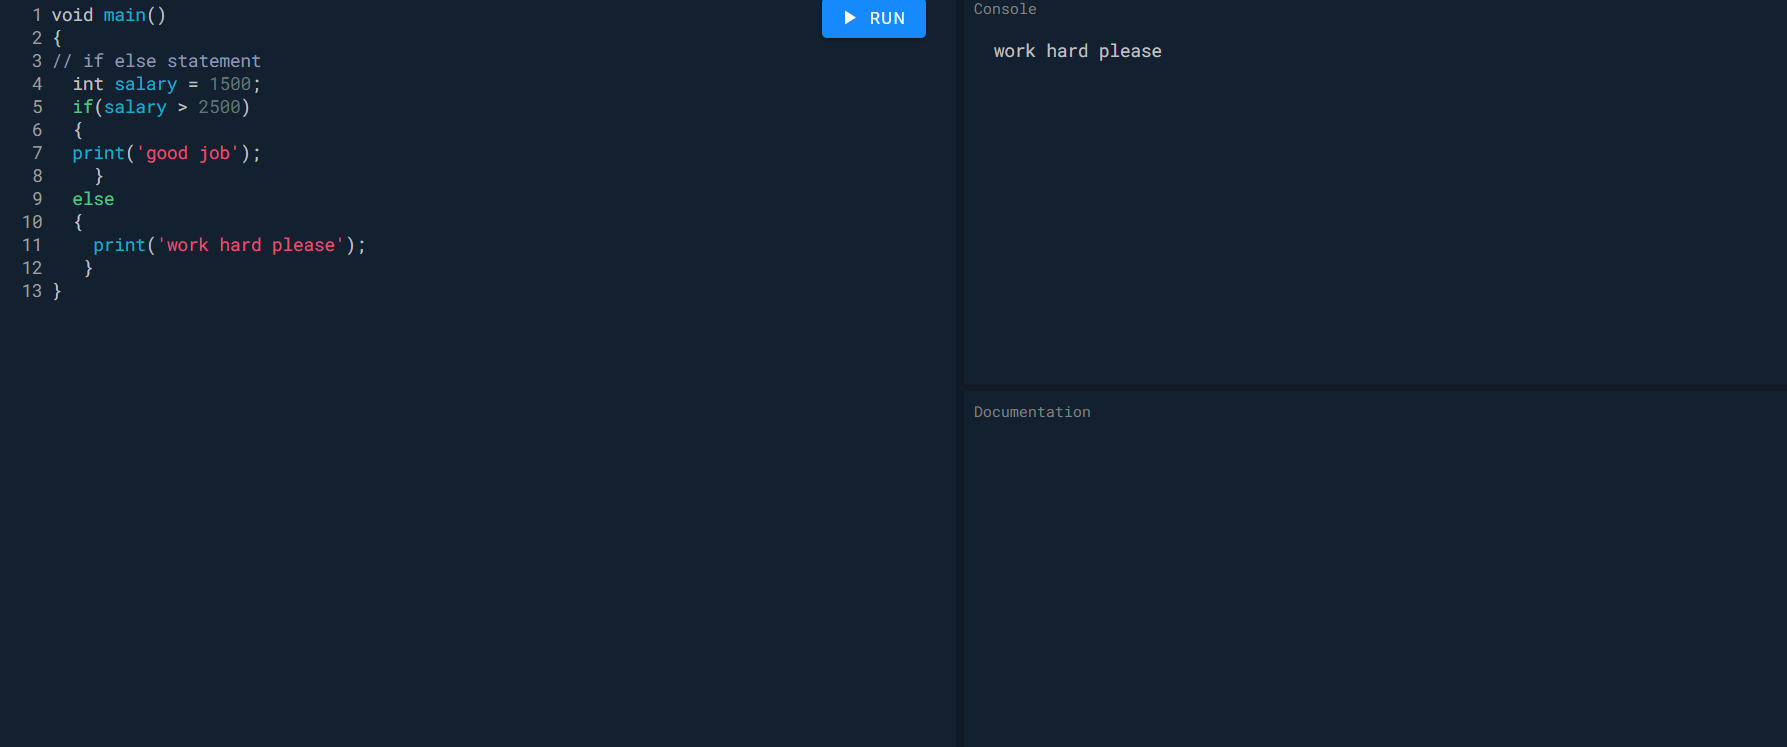 1 void main()
2 {
3 // if else statement
4   int salary = 1500;
5   if(salary > 2500)
6   {
7   print('good job');
8     }
9   else
10   {
11     print('work hard please');
12    }
13 }
RUN
Console
work hard please
Documentation